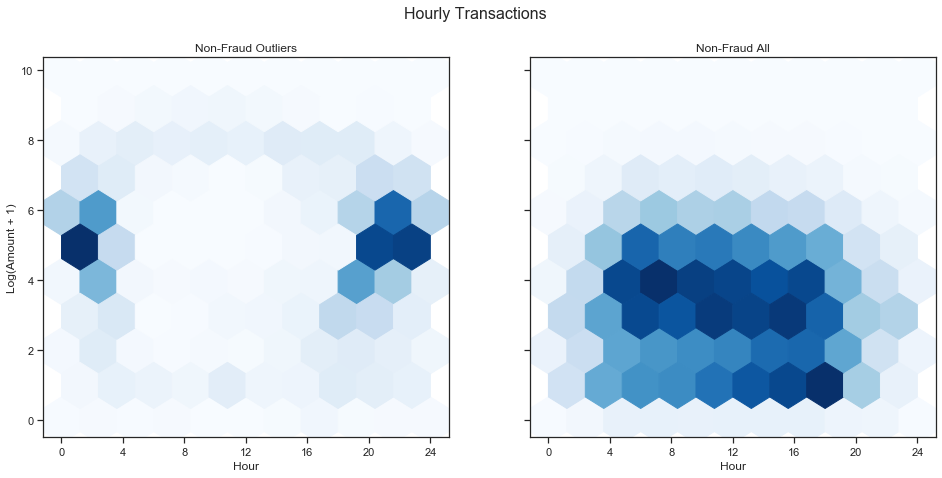 Hourly Transactions
Non-Fraud Outliers
Non-Fraud All
Log(Amount + 1)
10
8
6
4
2
0
0 4 8 12 16 20 24
0 4 8 12 16 20 24
Hour
Hour